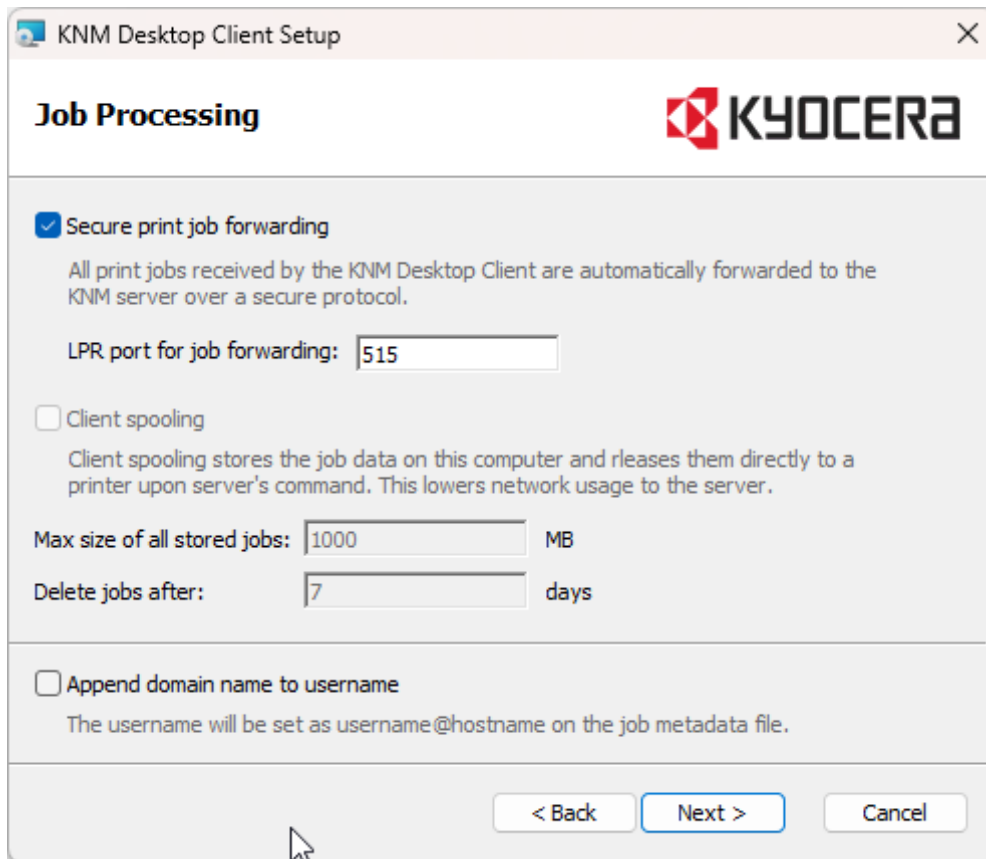 KNM Desktop Client Setup
Job Processing
KYOCERA
Secure print job forwarding
All print jobs received by the KNM Desktop Client are automatically forwarded to the
KNM server over a secure protocol.
LPR port for job forwarding: 515
Client spooling
Client spooling stores the job data on this computer and rleases them directly to a
printer upon server's command. This lowers network usage to the server.
Max size of all stored jobs: 1000 MB
Delete jobs after: 7 days
Append domain name to username
The username will be set as username@hostname on the job metadata file.
< Back Next > Cancel